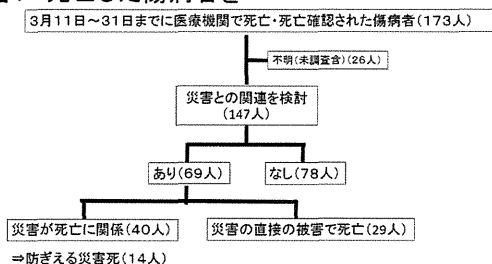 3月11日～31日までに医療機関で死亡・死亡確認された傷病者(173人)
不明(未調査含)(26人)
災害との関連を検討
(147人)
あり(69人)
なし(78人)
災害が死亡に関係(40人)
災害の直接の被害で死亡(29人)
⇒防ぎえる災害死(14人)